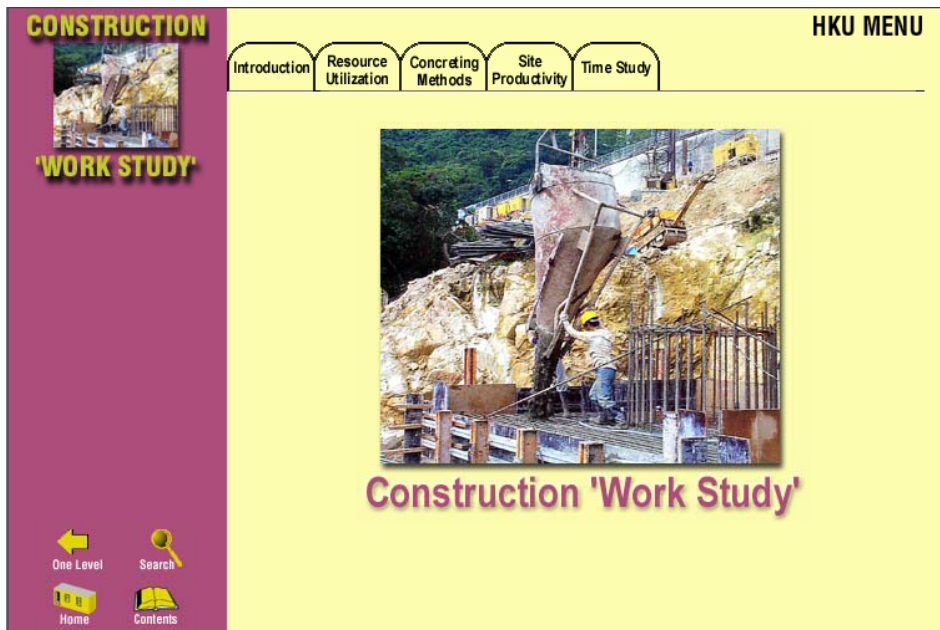 CONSTRUCTION
'WORK STUDY'
HKU MENU
Introduction
Resource
Utilization
Concreting
Methods
Site
Productivity
Time Study
Construction 'Work Study'
One Level
Search
Home
Contents